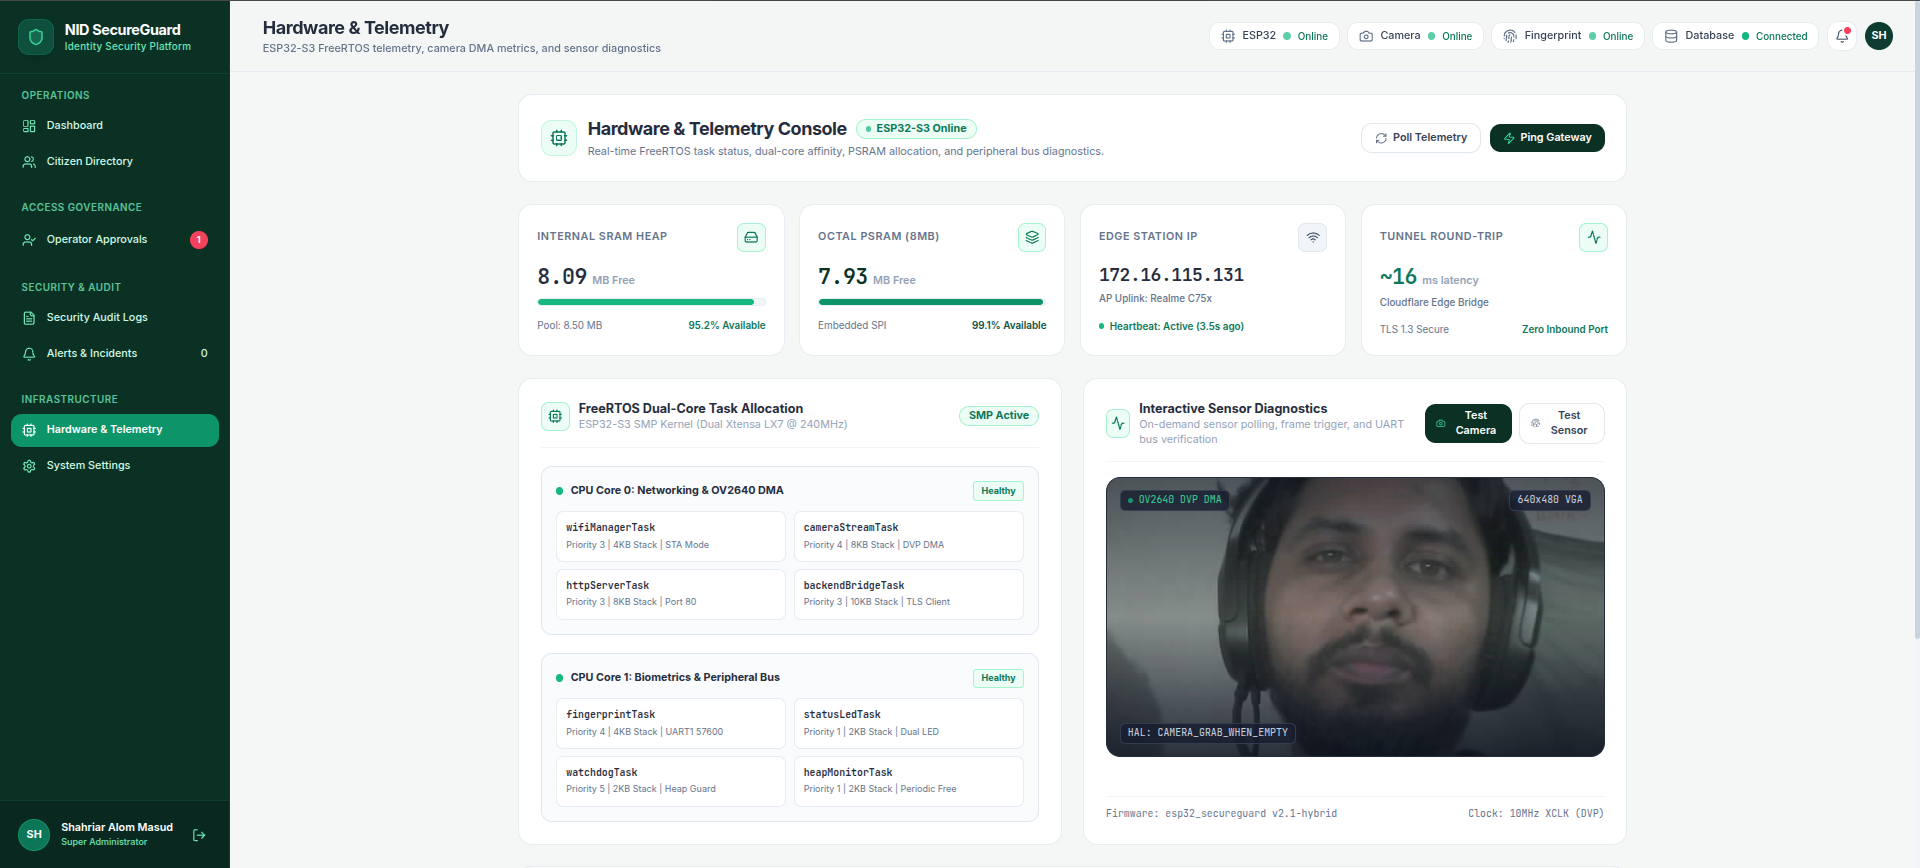 NID SecureGuard
Identity Security Platform
OPERATIONS
Dashboard
Citizen Directory
ACCESS GOVERNANCE
Operator Approvals 1
SECURITY & AUDIT
Security Audit Logs
Alerts & Incidents 0
INFRASTRUCTURE
Hardware & Telemetry
System Settings
SH
Shahriar Alom Masud
Super Administrator
Hardware & Telemetry
ESP32-S3 FreeRTOS telemetry, camera DMA metrics, and sensor diagnostics
ESP32 Online
Camera Online
Fingerprint Online
Database Connected
SH
Hardware & Telemetry Console ESP32-S3 Online
Real-time FreeRTOS task status, dual-core affinity, PSRAM allocation, and peripheral bus diagnostics.
Poll Telemetry
Ping Gateway
INTERNAL SRAM HEAP
8.09 MB Free
Pool: 8.50 MB 95.2% Available
OCTAL PSRAM (8MB)
7.93 MB Free
Embedded SPI 99.1% Available
EDGE STATION IP
172.16.115.131
AP Uplink: Realme C75x
Heartbeat: Active (3.5s ago)
TUNNEL ROUND-TRIP
~16 ms latency
Cloudflare Edge Bridge
TLS 1.3 Secure Zero Inbound Port
FreeRTOS Dual-Core Task Allocation
ESP32-S3 SMP Kernel (Dual Xtensa LX7 @ 240MHz)
SMP Active
CPU Core 0: Networking & OV2640 DMA Healthy
wifiManagerTask
Priority 3 | 4KB Stack | STA Mode
cameraStreamTask
Priority 4 | 8KB Stack | DVP DMA
httpServerTask
Priority 3 | 8KB Stack | Port 80
backendBridgeTask
Priority 3 | 10KB Stack | TLS Client
CPU Core 1: Biometrics & Peripheral Bus Healthy
fingerprintTask
Priority 4 | 4KB Stack | UART1 57600
statusLedTask
Priority 1 | 2KB Stack | Dual LED
watchdogTask
Priority 5 | 2KB Stack | Heap Guard
heapMonitorTask
Priority 1 | 2KB Stack | Periodic Free
Interactive Sensor Diagnostics
On-demand sensor polling, frame trigger, and UART
bus verification
Test
Camera
Test
Sensor
OV2640 DVP DMA
640x480 VGA
HAL: CAMERA_GRAB_WHEN_EMPTY
Firmware: esp32_secureguard v2.1-hybrid
Clock: 10MHz XCLK (DVP)